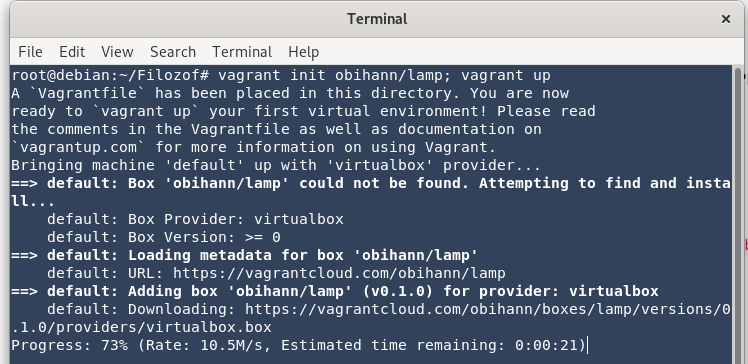 Terminal
×
File Edit View Search Terminal Help
root@debian:~/Filozof# vagrant init obihann/lamp; vagrant up
A `Vagrantfile` has been placed in this directory. You are now
ready to `vagrant up` your first virtual environment! Please read
the comments in the Vagrantfile as well as documentation on
`vagrantup.com` for more information on using Vagrant.
Bringing machine 'default' up with 'virtualbox' provider...
==> default: Box 'obihann/lamp' could not be found. Attempting to find and insta
ll...
    default: Box Provider: virtualbox
    default: Box Version: >= 0
==> default: Loading metadata for box 'obihann/lamp'
    default: URL: https://vagrantcloud.com/obihann/lamp
==> default: Adding box 'obihann/lamp' (v0.1.0) for provider: virtualbox
    default: Downloading: https://vagrantcloud.com/obihann/boxes/lamp/versions/0
.1.0/providers/virtualbox.box
Progress: 73% (Rate: 10.5M/s, Estimated time remaining: 0:00:21)